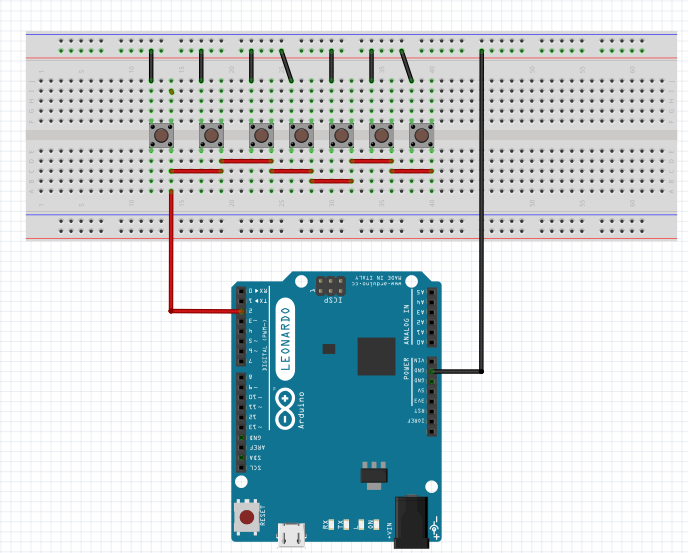 MADE IN ITALY
www.arduino.cc
ICSP
1
RX
TX
0
1
2
3
4
5
6
7
DIGITAL (PWM~)
8
9
10
11
12
13
GND
AREF
SDA
SCL
LEONARDO
Arduino
ANALOG IN
A5
A4
A3
A2
A1
A0
POWER
VIN
GND
GND
5V
3V3
RST
IOREF
RESET
RX
TX
L
ON
+VIN